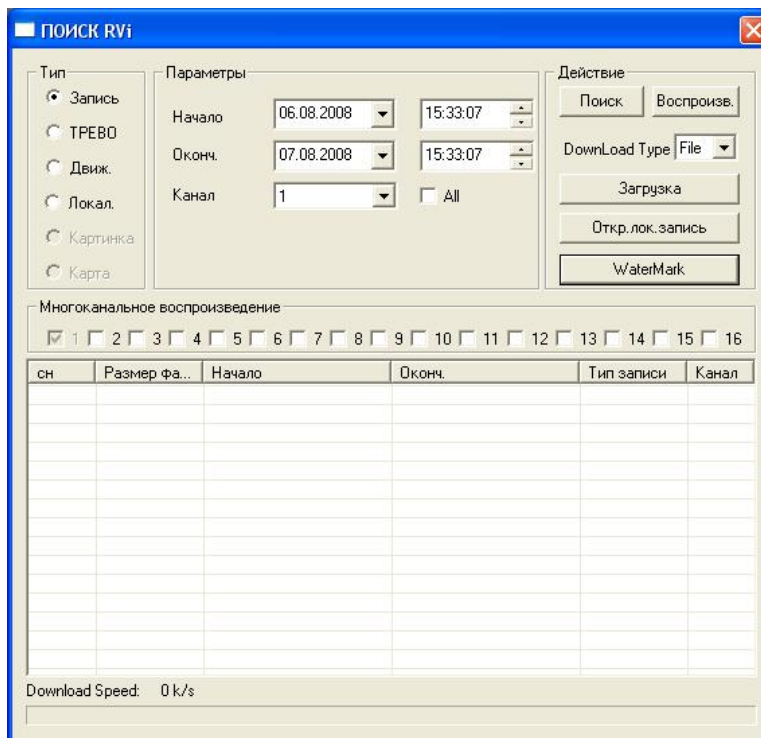 ПОИСК RVi
Тип
Запись
ТРЕВО
Движ.
Локал.
Картинка
Карта
Параметры
Начало 06.08.2008 15:33:07
Оконч. 07.08.2008 15:33:07
Канал 1 All
Действие
Поиск Воспроизв.
DownLoad Type File
Загрузка
Откр.лок.запись
WaterMark
Многоканальное воспроизведение
1 2 3 4 5 6 7 8 9 10 11 12 13 14 15 16
сн Размер фа... Начало Оконч. Тип записи Канал
Download Speed: 0 k/s